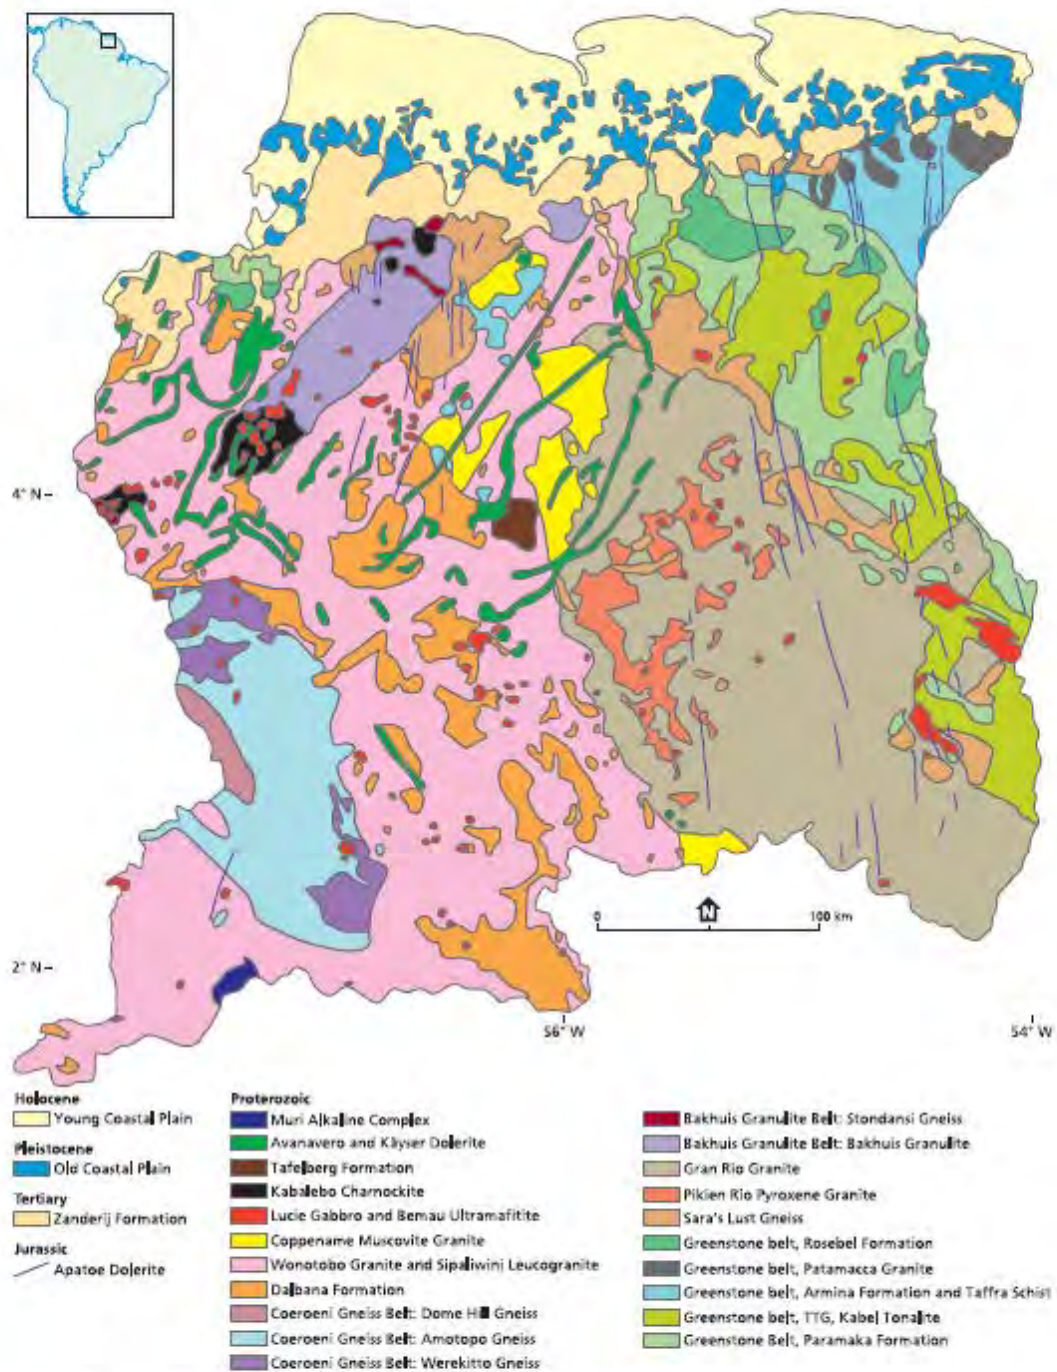 4° N
2° N
N
0
100 km
56° W
54° W
Holocene
Young Coastal Plain
Pleistocene
Old Coastal Plain
Tertiary
Zanderij Formation
Jurassic
Apatoe Dolerite
Proterozoic
Muri Alkaline Complex
Avanavero and Käyser Dolerite
Tafelberg Formation
Kabalebo Charnockite
Lucie Gabbro and Bemau Ultramafitite
Coppename Muscovite Granite
Wonotobo Granite and Sipaliwini Leucogranite
Dalbana Formation
Coeroeni Gneiss Belt: Dome Hill Gneiss
Coeroeni Gneiss Belt: Amotopo Gneiss
Coeroeni Gneiss Belt: Werekitto Gneiss
Bakhuis Granulite Belt: Stondansi Gneiss
Bakhuis Granulite Belt: Bakhuis Granulite
Gran Rio Granite
Pikien Rio Pyroxene Granite
Sara's Lust Gneiss
Greenstone belt, Rosebel Formation
Greenstone belt, Patamacca Granite
Greenstone belt, Armina Formation and Taffra Schist
Greenstone belt, TTG, Kabel Tonalite
Greenstone Belt, Paramaka Formation